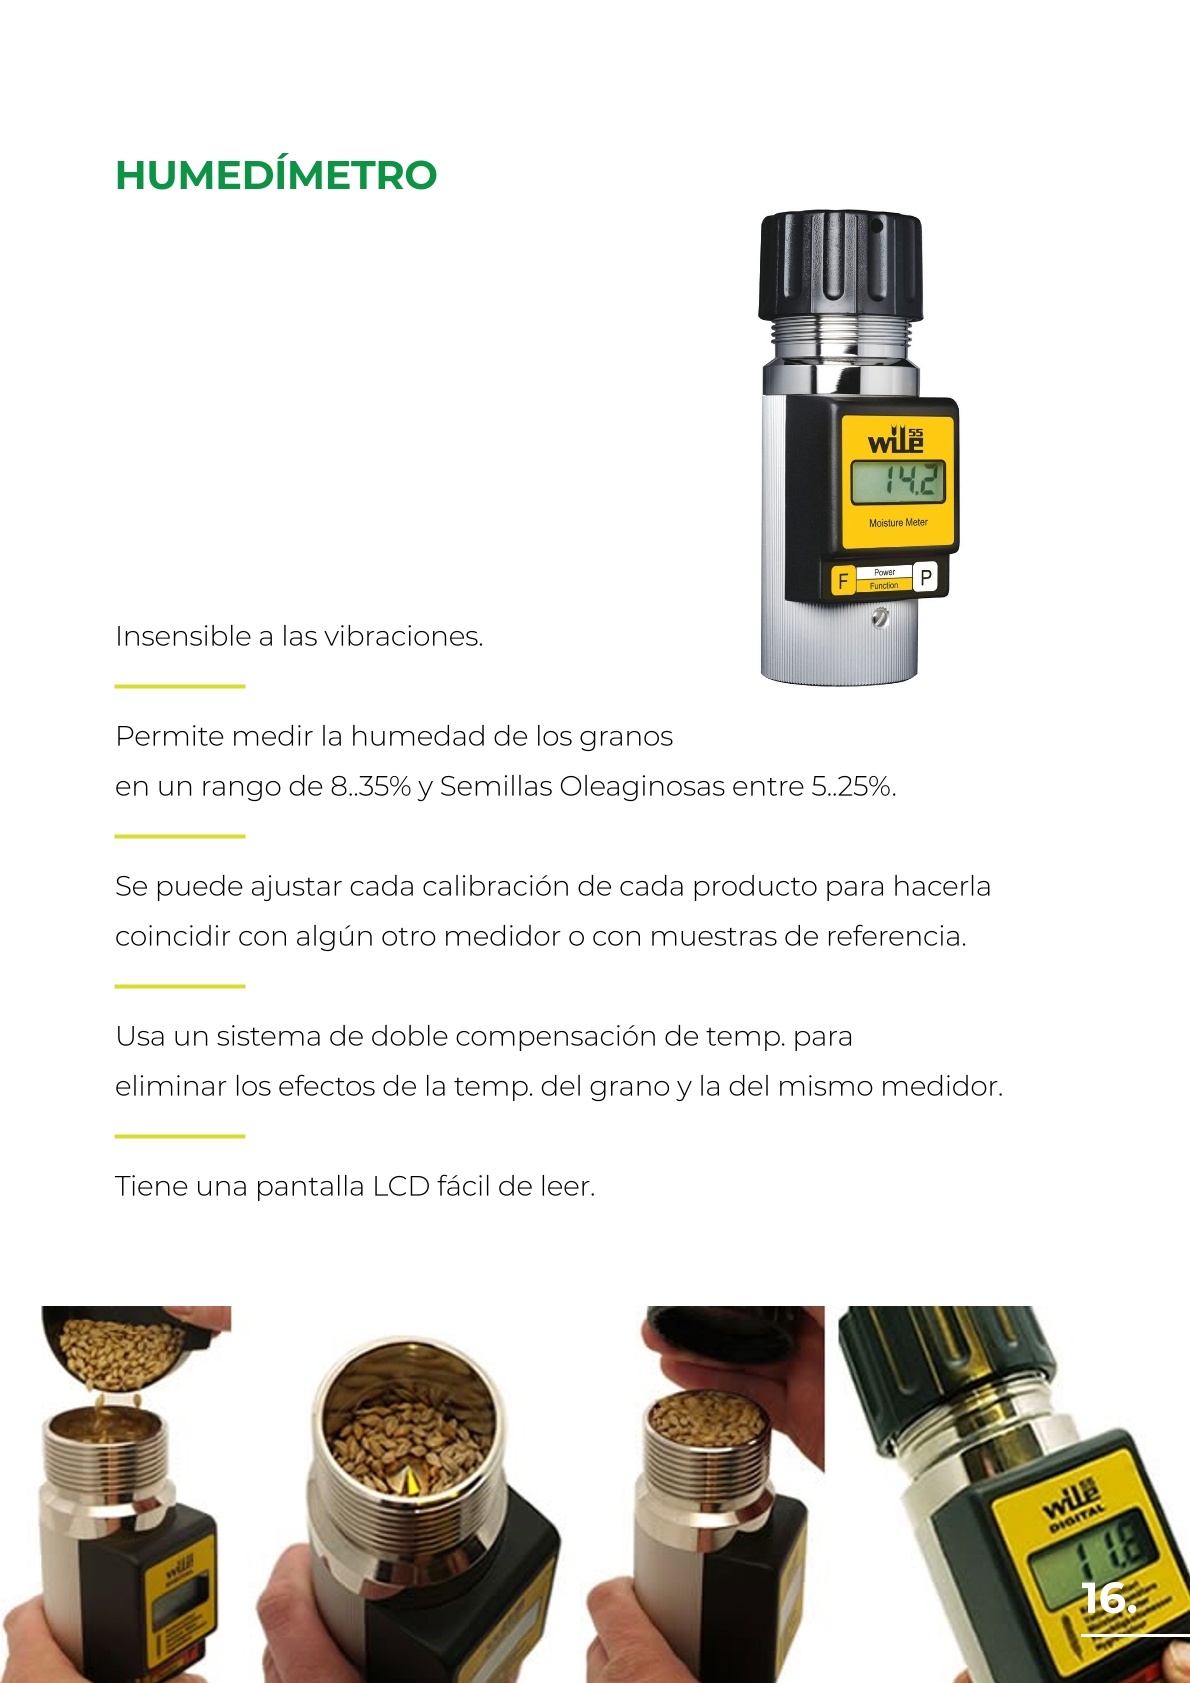 HUMEDÍMETRO
wile 55
14.2
Moisture Meter
F
Power
Function
P
Insensible a las vibraciones.
Permite medir la humedad de los granos
en un rango de 8..35% y Semillas Oleaginosas entre 5..25%.
Se puede ajustar cada calibración de cada producto para hacerla
coincidir con algún otro medidor o con muestras de referencia.
Usa un sistema de doble compensación de temp. para
eliminar los efectos de la temp. del grano y la del mismo medidor.
Tiene una pantalla LCD fácil de leer.
wile
wile 55
DIGITAL
16.